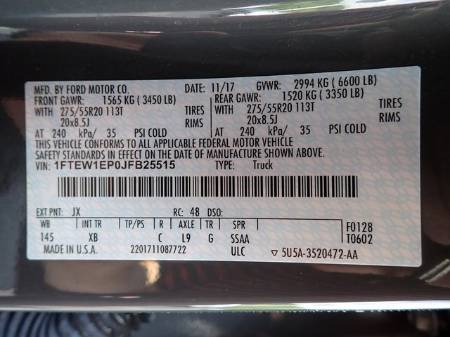 MFD. BY FORD MOTOR CO. 11/17 GVWR: 2994 KG (6600 LB)
FRONT GAWR: 1565 KG (3450 LB) REAR GAWR: 1520 KG (3350 LB)
275/55R20 113T TIRES 275/55R20 113T TIRES
20x8.5J RIMS 20x8.5J RIMS
AT 240 kPa/ 35 PSI COLD AT 240 kPa/ 35 PSI COLD
THIS VEHICLE CONFORMS TO ALL APPLICABLE FEDERAL MOTOR VEHICLE
SAFETY STANDARDS IN EFFECT ON THE DATE OF MANUFACTURE SHOWN ABOVE.
VIN: 1FTEW1EP0JFB25515 TYPE: Truck
EXT PNT: JX RC: 48 DSO:
WB INT TR TP/PS R AXLE TR SPR F0128
145 XB C L9 G SSAA T0602
MADE IN U.S.A. 2201711087722 ULC ▽ 5U5A-3520472-AA